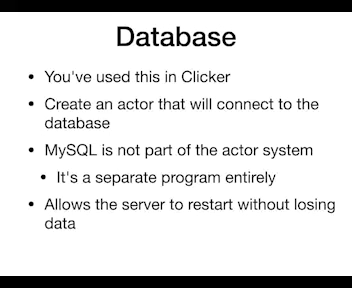 Database
• You've used this in Clicker
• Create an actor that will connect to the
database
• MySQL is not part of the actor system
• It's a separate program entirely
• Allows the server to restart without losing
data